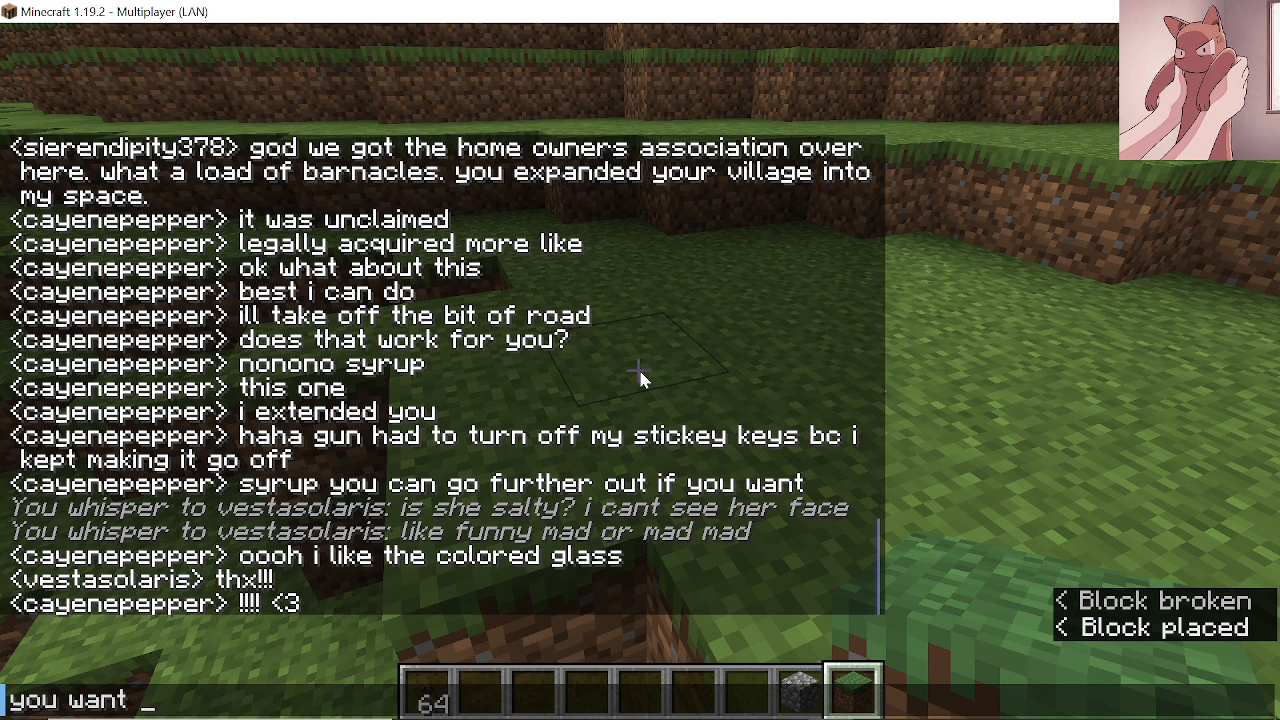 Minecraft 1.19.2 - Multiplayer (LAN)
<sierendipity378> god we got the home owners association over
here. what a load of barnacles. you expanded your village into
my space.
<cayenepepper> it was unclaimed
<cayenepepper> legally acquired more like
<cayenepepper> ok what about this
<cayenepepper> best i can do
<cayenepepper> ill take off the bit of road
<cayenepepper> does that work for you?
<cayenepepper> nonono syrup
<cayenepepper> this one
<cayenepepper> i extended you
<cayenepepper> haha gun had to turn off my stickey keys bc i
kept making it go off
<cayenepepper> syrup you can go further out if you want
You whisper to vestasolaris: is she salty? i cant see her face
You whisper to vestasolaris: like funny mad or mad mad
<cayenepepper> oooh i like the colored glass
<vestasolaris> thx!!!
<cayenepepper> !!!! <3
< Block broken
< Block placed
64
you want _